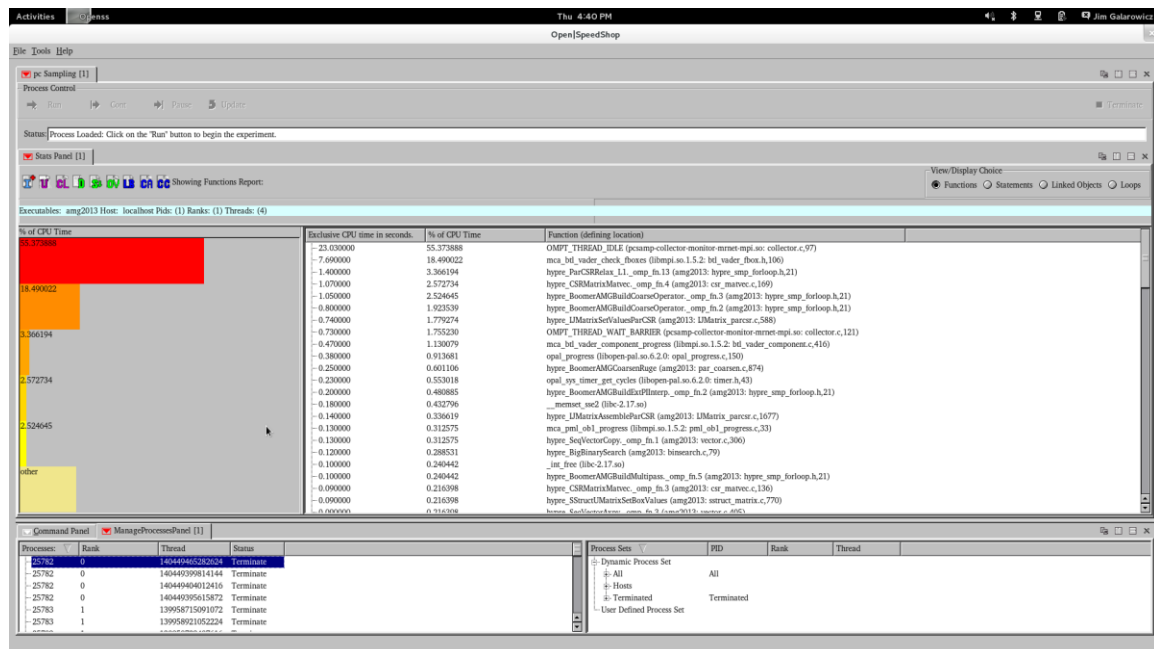 Activities Openss Thu 4:40 PM Jim Galarowicz
Open|SpeedShop
File Tools Help
pc Sampling [1]
Process Control
Run Cont Pause Update Terminate
Status: Process Loaded: Click on the "Run" button to begin the experiment.
Stats Panel [1]
View/Display Choice
U CL D OV LB CA CC Showing Functions Report:
Functions Statements Linked Objects Loops
Executables: amg2013 Host: localhost Pids: (1) Ranks: (1) Threads: (4)
% of CPU Time
55.373888
18.490022
3.366194
2.572734
2.524645
other
Exclusive CPU time in seconds. % of CPU Time Function (defining location)
23.030000 55.373888 OMPT_THREAD_IDLE (pcsamp-collector-monitor-mrnet-mpi.so: collector.c,97)
7.690000 18.490022 mca_btl_vader_check_fboxes (libmpi.so.1.5.2: btl_vader_fbox.h,106)
1.400000 3.366194 hypre_ParCSRRelax_L1._omp_fn.13 (amg2013: hypre_smp_forloop.h,21)
1.070000 2.572734 hypre_CSRMatrixMatvec._omp_fn.4 (amg2013: csr_matvec.c,169)
1.050000 2.524645 hypre_BoomerAMGBuildCoarseOperator._omp_fn.3 (amg2013: hypre_smp_forloop.h,21)
0.800000 1.923539 hypre_BoomerAMGBuildCoarseOperator._omp_fn.2 (amg2013: hypre_smp_forloop.h,21)
0.740000 1.779274 hypre_IJMatrixSetValuesParCSR (amg2013: IJMatrix_parcsr.c,588)
0.730000 1.755230 OMPT_THREAD_WAIT_BARRIER (pcsamp-collector-monitor-mrnet-mpi.so: collector.c,121)
0.470000 1.130079 mca_btl_vader_component_progress (libmpi.so.1.5.2: btl_vader_component.c,416)
0.380000 0.913681 opal_progress (libopen-pal.so.6.2.0: opal_progress.c,150)
0.250000 0.601106 hypre_BoomerAMGCoarsenRuge (amg2013: par_coarsen.c,874)
0.230000 0.553018 opal_sys_timer_get_cycles (libopen-pal.so.6.2.0: timer.h,43)
0.200000 0.480885 hypre_BoomerAMGBuildExtPIInterp._omp_fn.2 (amg2013: hypre_smp_forloop.h,21)
0.180000 0.432796 __memset_sse2 (libc-2.17.so)
0.140000 0.336619 hypre_IJMatrixAssembleParCSR (amg2013: IJMatrix_parcsr.c,1677)
0.130000 0.312575 mca_pml_ob1_progress (libmpi.so.1.5.2: pml_ob1_progress.c,33)
0.130000 0.312575 hypre_SeqVectorCopy._omp_fn.1 (amg2013: vector.c,306)
0.120000 0.288531 hypre_BigBinarySearch (amg2013: binsearch.c,79)
0.100000 0.240442 _int_free (libc-2.17.so)
0.100000 0.240442 hypre_BoomerAMGBuildMultipass._omp_fn.5 (amg2013: hypre_smp_forloop.h,21)
0.090000 0.216398 hypre_CSRMatrixMatvec._omp_fn.3 (amg2013: csr_matvec.c,136)
0.090000 0.216398 hypre_SStructUMatrixSetBoxValues (amg2013: sstruct_matrix.c,770)
0.090000 0.216398
Command Panel ManageProcessesPanel [1]
Processes: Rank Thread Status
25782 0 140449465282624 Terminate
25782 0 140449399814144 Terminate
25782 0 140449404012416 Terminate
25782 0 140449395615872 Terminate
25783 1 139958715091072 Terminate
25783 1 139958921052224 Terminate
Process Sets PID Rank Thread
Dynamic Process Set
All All
Hosts
Terminated Terminated
User Defined Process Set